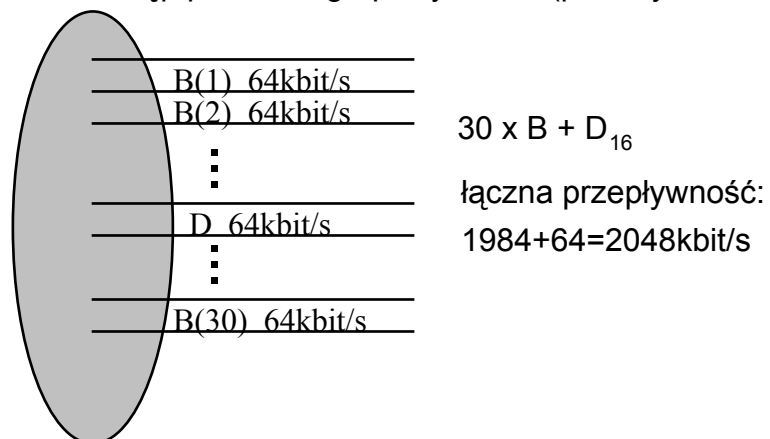 B(1) 64kbit/s
B(2) 64kbit/s
D 64kbit/s
B(30) 64kbit/s
30 x B + D16
łączna przepływność:
1984+64=2048kbit/s